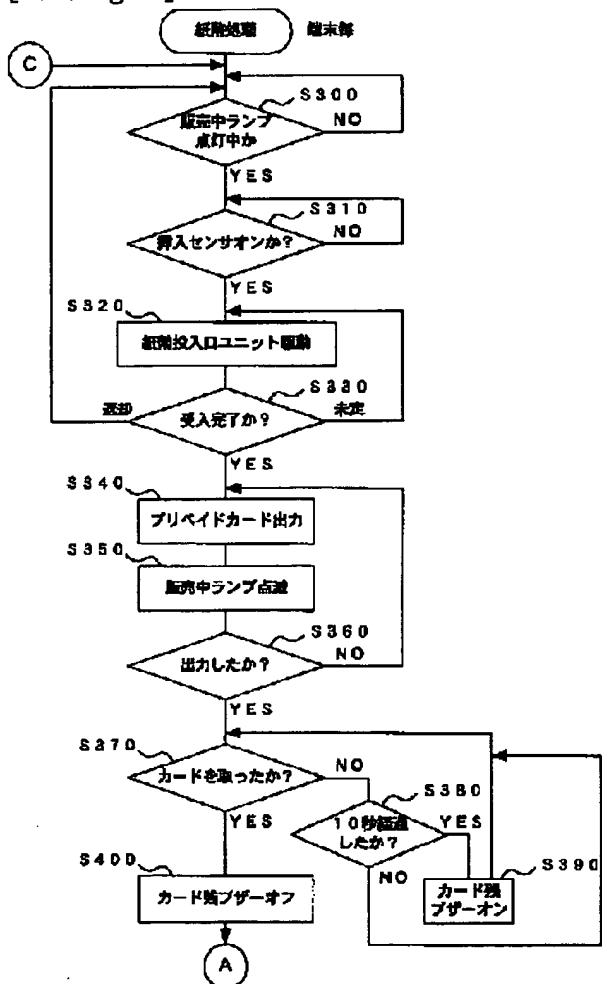 紙幣処理
端末側
C
S300
販売中ランプ
点灯中か
NO
YES
S310
挿入センサオンか?
NO
YES
S320
紙幣投入口ユニット駆動
S330
返却
受入完了か?
未定
YES
S340
プリペイドカード出力
S350
販売中ランプ点滅
S360
出力したか?
NO
YES
S370
カードを取ったか?
NO
S380
YES
10秒経過
したか?
YES
S390
NO
カード残
ブザーオン
S400
カード残ブザーオフ
A